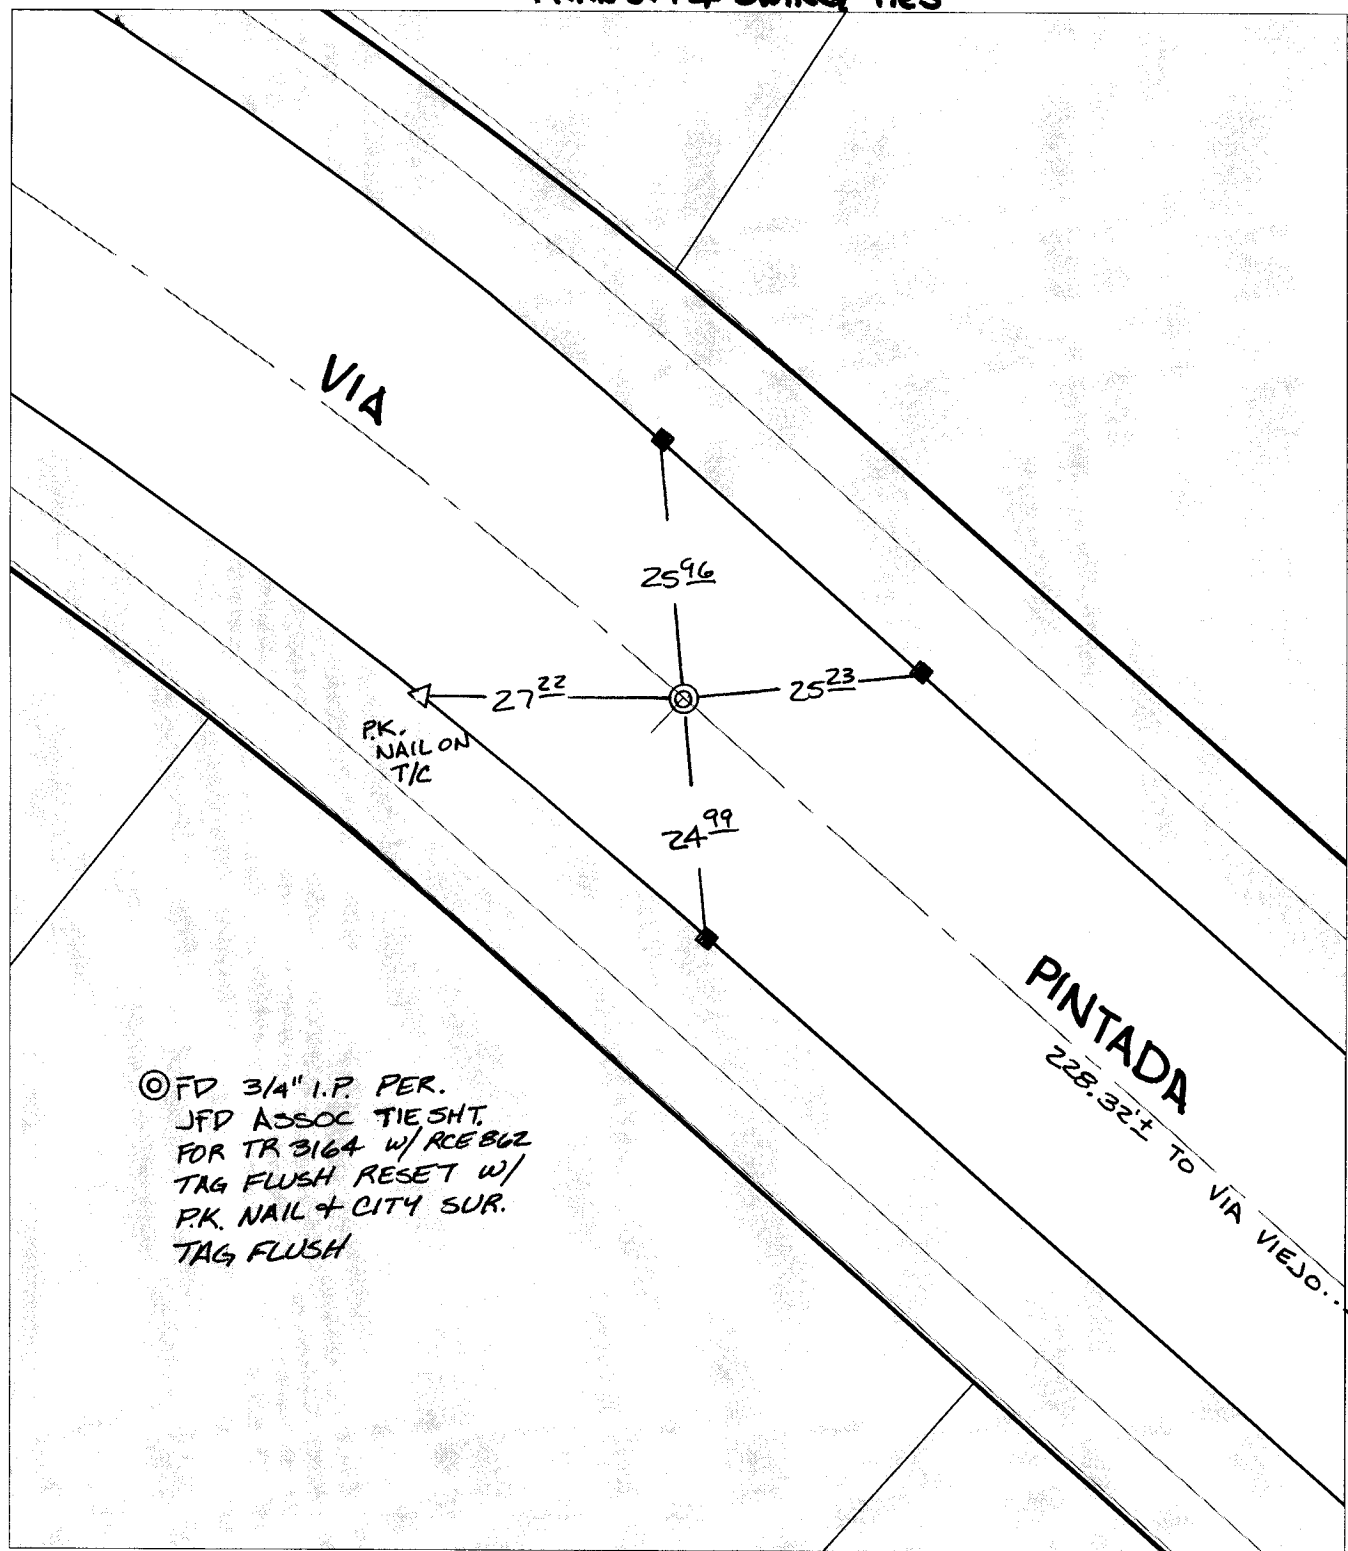 SWING TIES
VIA
25 96
27 22
25 23
P.K.
NAIL ON
T/C
24 99
PINTADA
228.32'± TO VIA VIEJO...
FD 3/4" I.P. PER.
JFD ASSOC TIE SHT.
FOR TR 3164 W/ RCE 862
TAG FLUSH RESET W/
P.K. NAIL + CITY SUR.
TAG FLUSH